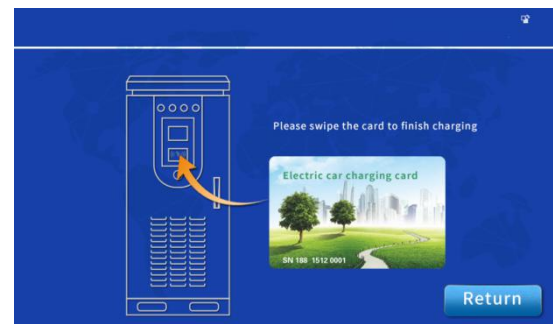 Please swipe the card to finish charging
Electric car charging card
SN 188 1512 0001
Return